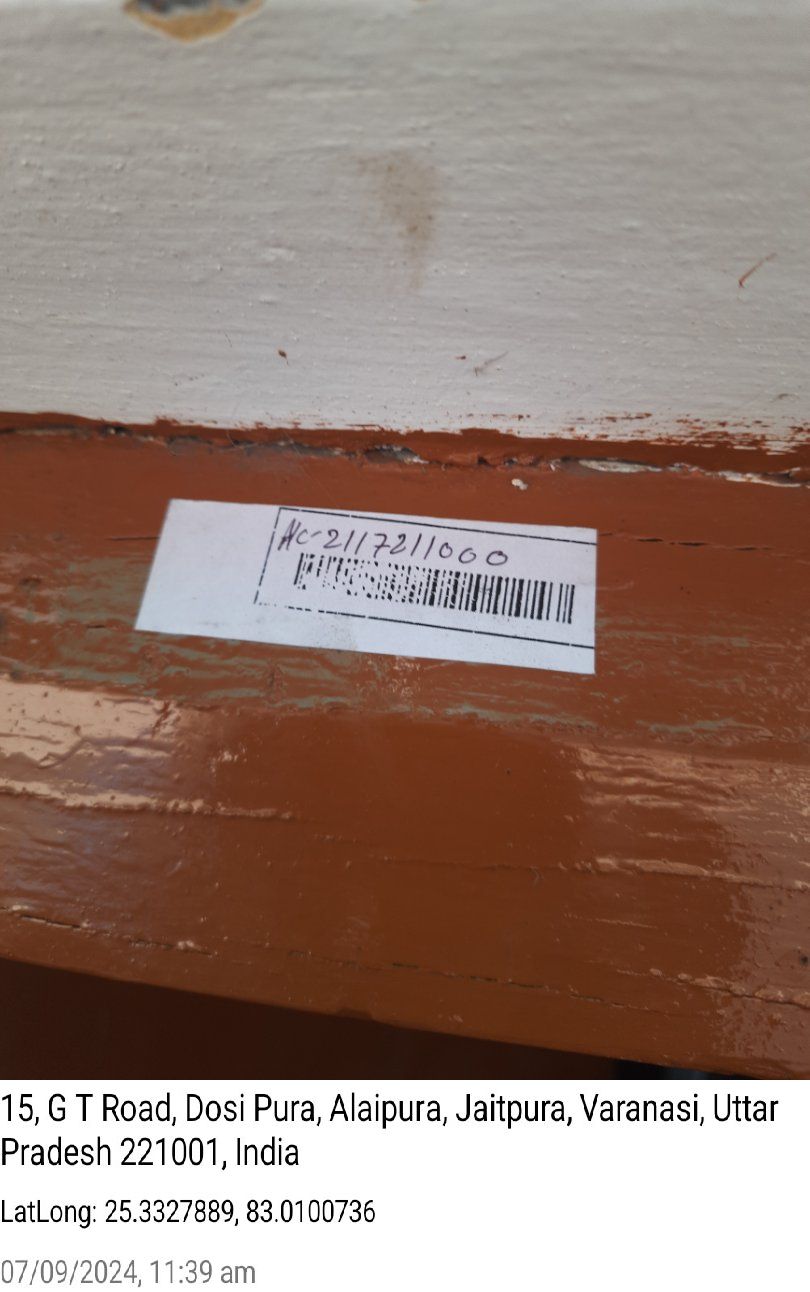 A/c-2117211000
15, G T Road, Dosi Pura, Alaipura, Jaitpura, Varanasi, Uttar
Pradesh 221001, India
LatLong: 25.3327889, 83.0100736
07/09/2024, 11:39 am